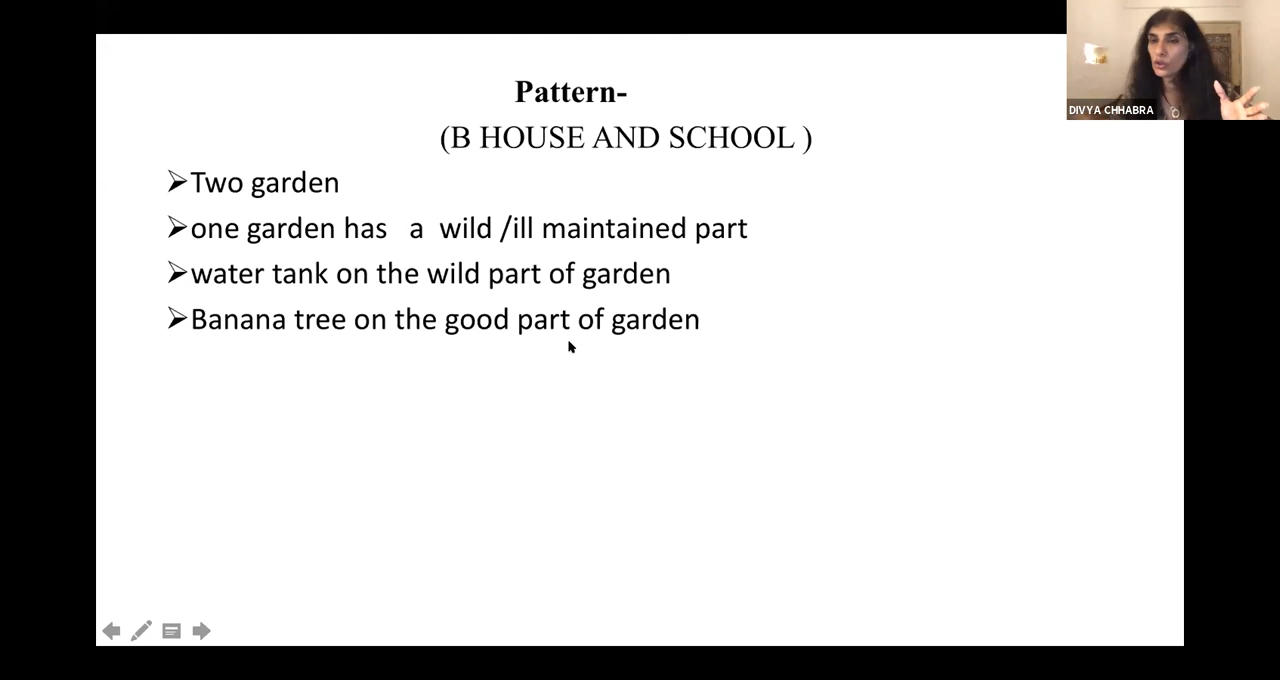 Pattern-
(B HOUSE AND SCHOOL )
➢Two garden
➢one garden has a wild /ill maintained part
➢water tank on the wild part of garden
➢Banana tree on the good part of garden
DIVYA CHHABRA